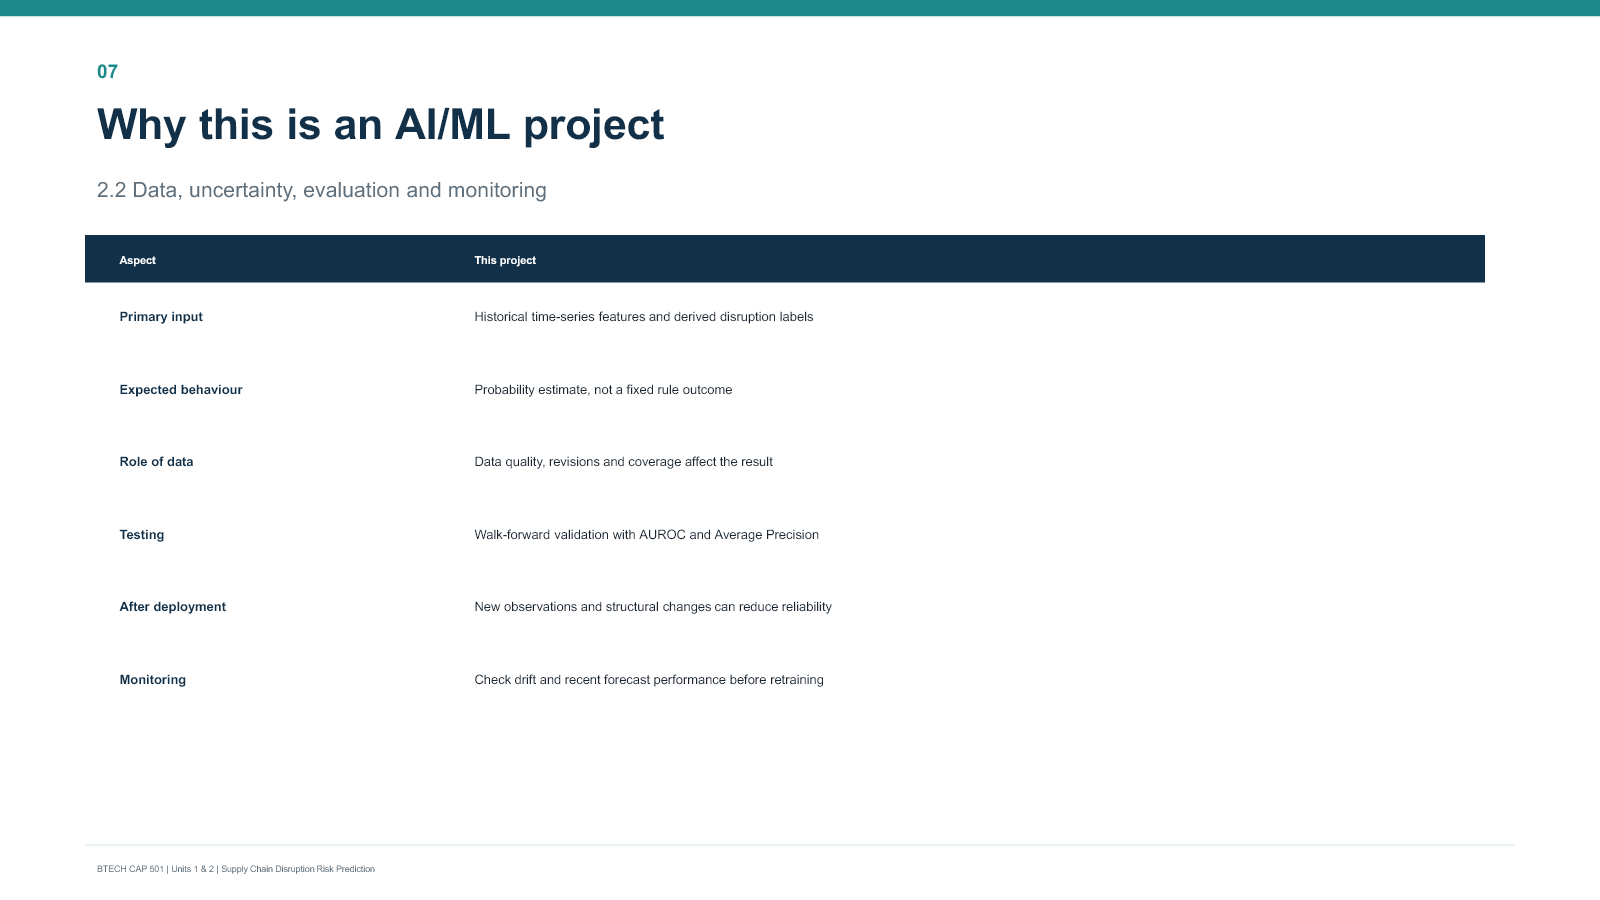 07
Why this is an AI/ML project
2.2 Data, uncertainty, evaluation and monitoring
Aspect This project
Primary input Historical time-series features and derived disruption labels
Expected behaviour Probability estimate, not a fixed rule outcome
Role of data Data quality, revisions and coverage affect the result
Testing Walk-forward validation with AUROC and Average Precision
After deployment New observations and structural changes can reduce reliability
Monitoring Check drift and recent forecast performance before retraining
BTECH CAP 501 | Units 1 & 2 | Supply Chain Disruption Risk Prediction